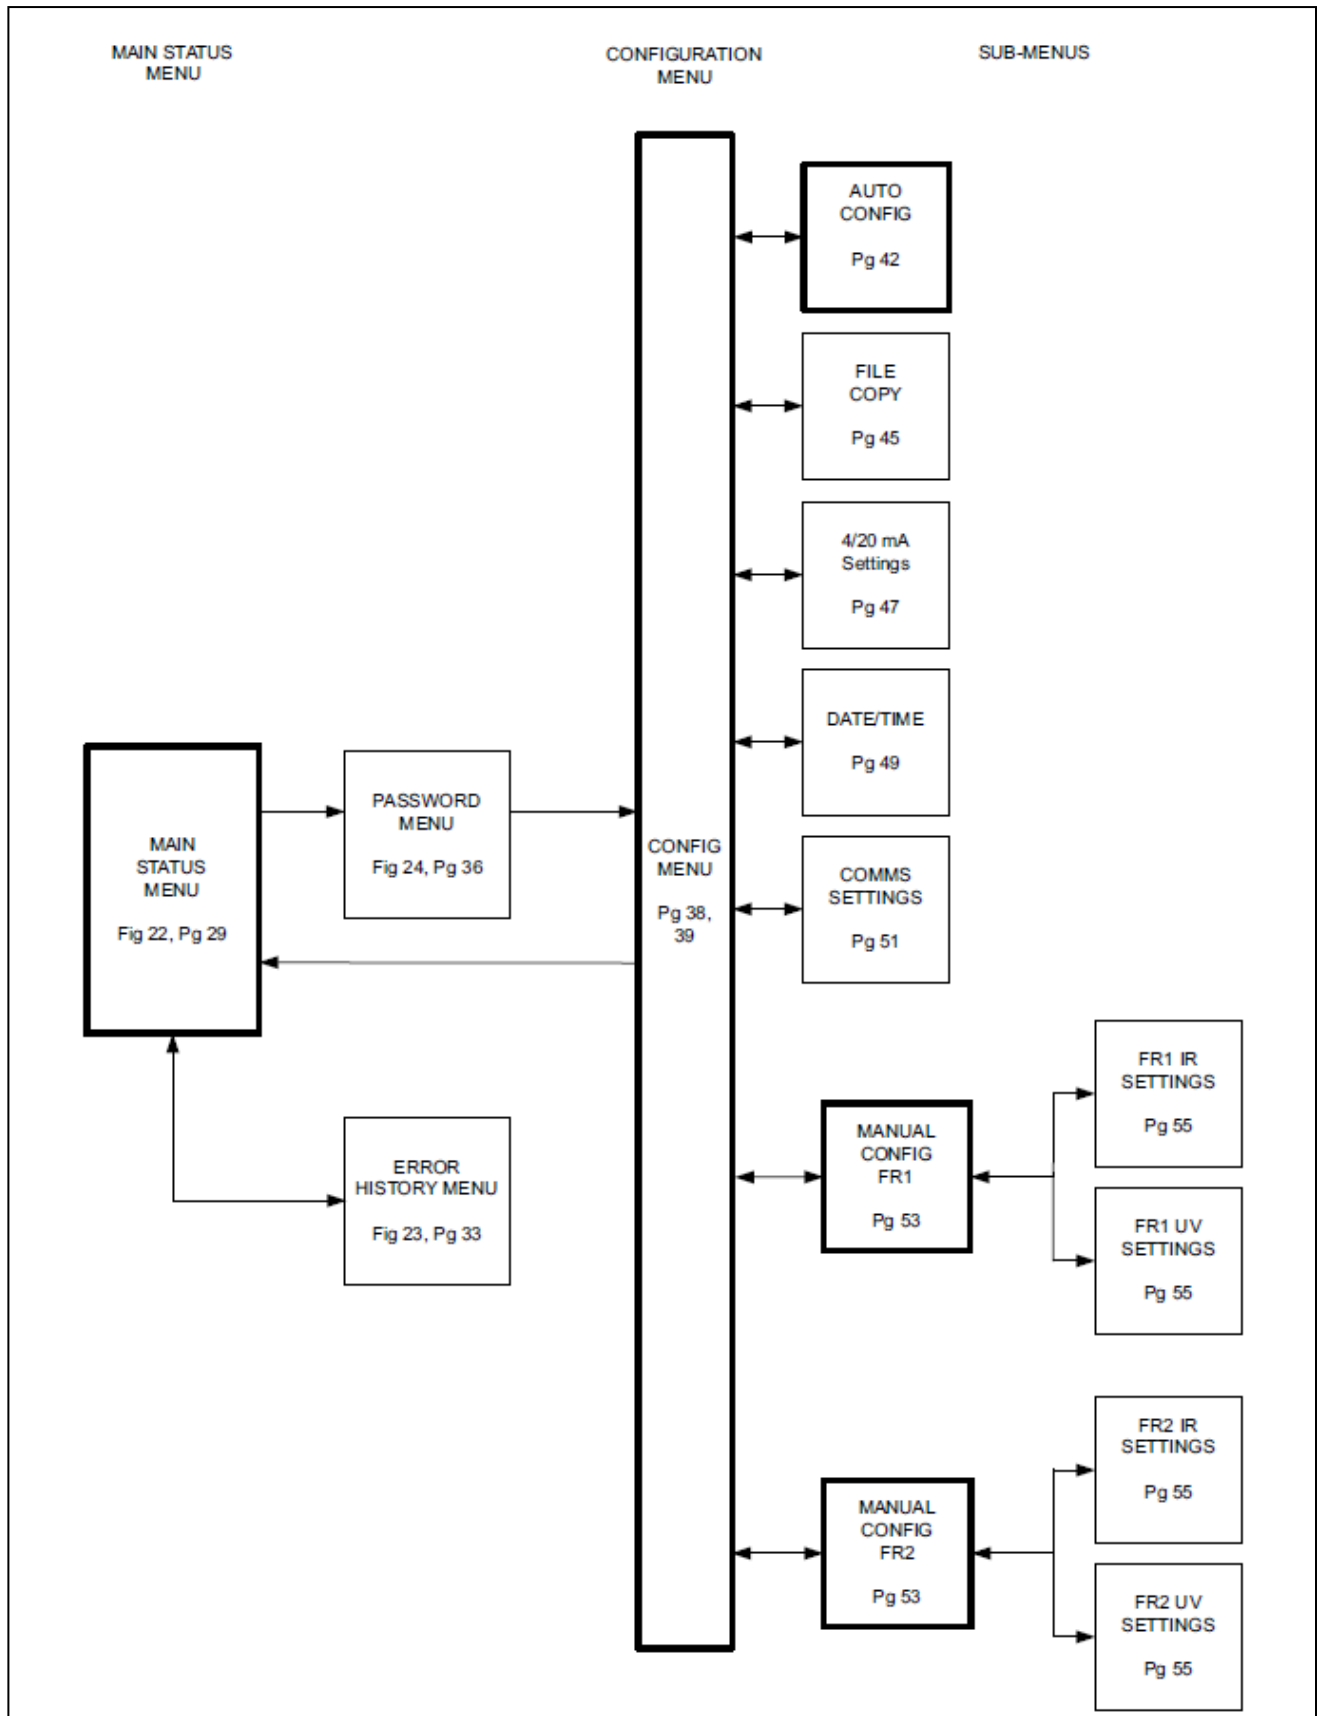 MAIN STATUS
MENU
CONFIGURATION
MENU
SUB-MENUS
AUTO
CONFIG
Pg 42
FILE
COPY
Pg 45
4/20 mA
Settings
Pg 47
DATE/TIME
Pg 49
COMMS
SETTINGS
Pg 51
MAIN
STATUS
MENU
Fig 22, Pg 29
PASSWORD
MENU
Fig 24, Pg 36
CONFIG
MENU
Pg 38,
39
ERROR
HISTORY MENU
Fig 23, Pg 33
MANUAL
CONFIG
FR1
Pg 53
FR1 IR
SETTINGS
Pg 55
FR1 UV
SETTINGS
Pg 55
MANUAL
CONFIG
FR2
Pg 53
FR2 IR
SETTINGS
Pg 55
FR2 UV
SETTINGS
Pg 55